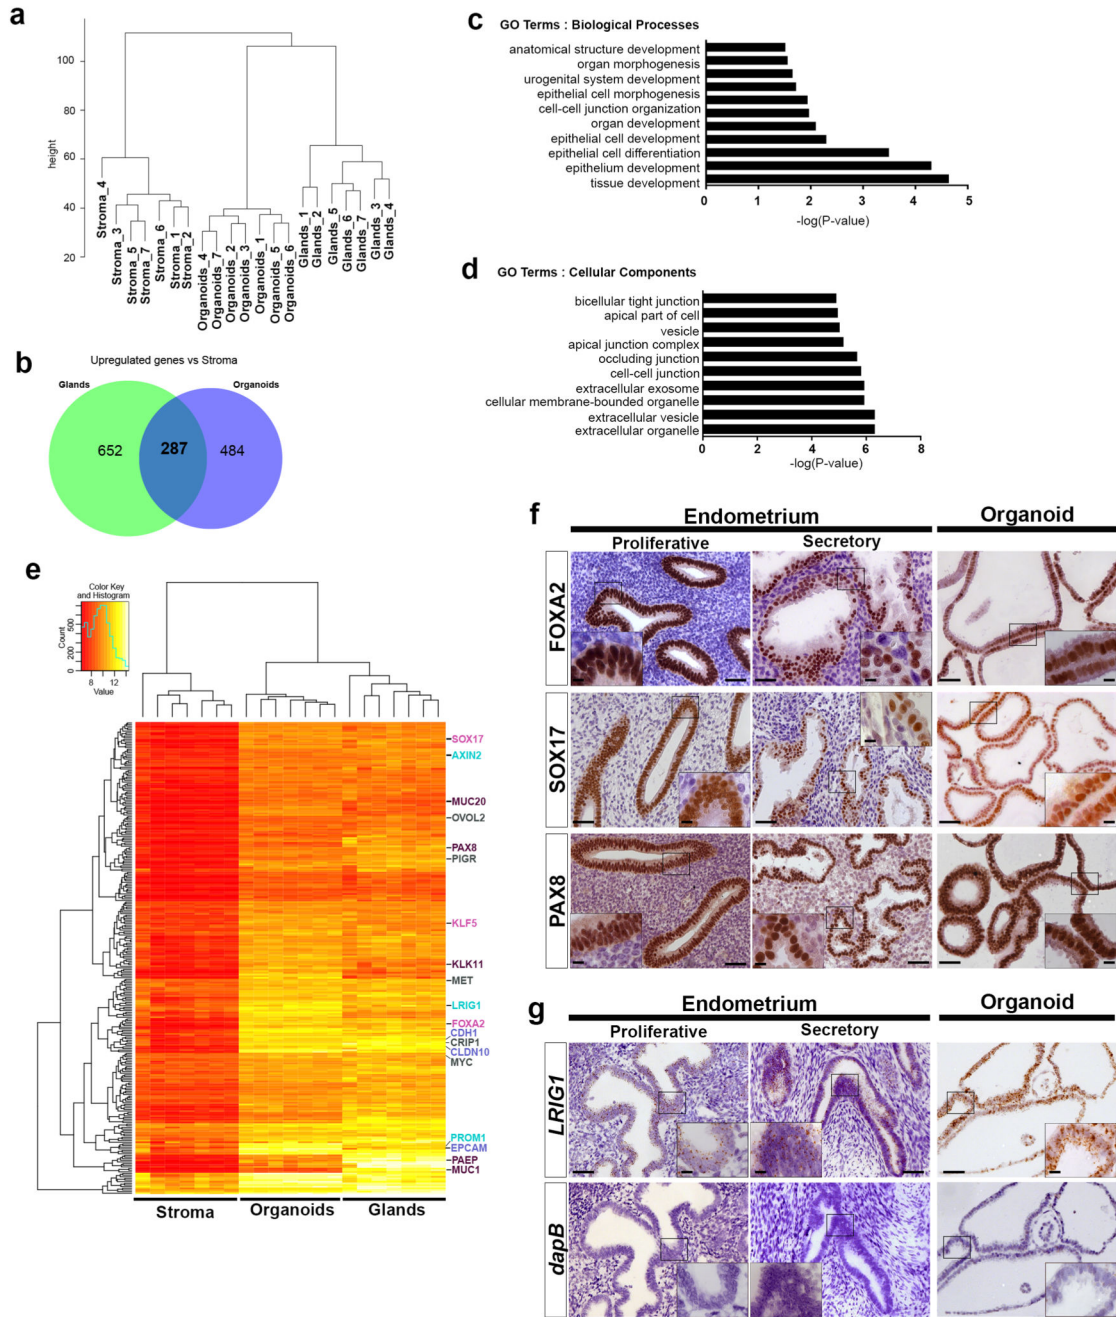 a
height
100
80
60
40
20
Stroma_4
Stroma_3
Stroma_5
Stroma_7
Stroma_6
Stroma_1
Stroma_2
Organoids_4
Organoids_7
Organoids_2
Organoids_3
Organoids_1
Organoids_5
Organoids_6
Glands_1
Glands_2
Glands_5
Glands_6
Glands_7
Glands_3
Glands_4
b
Upregulated genes vs Stroma
Glands
Organoids
652
287
484
c
GO Terms : Biological Processes
anatomical structure development
organ morphogenesis
urogenital system development
epithelial cell morphogenesis
cell-cell junction organization
organ development
epithelial cell development
epithelial cell differentiation
epithelium development
tissue development
0 1 2 3 4 5
-log(P-value)
d
GO Terms : Cellular Components
bicellular tight junction
apical part of cell
vesicle
apical junction complex
occluding junction
cell-cell junction
extracellular exosome
cellular membrane-bounded organelle
extracellular vesicle
extracellular organelle
0 2 4 6 8
-log(P-value)
e
Color Key
and Histogram
Count
0 200 500
8 12
Value
SOX17
AXIN2
MUC20
OVOL2
PAX8
PIGR
KLF5
KLK11
MET
LRIG1
FOXA2
CDH1
CRIP1
CLDN10
MYC
PROM1
EPCAM
PAEP
MUC1
Stroma Organoids Glands
f
Endometrium
Organoid
Proliferative
Secretory
FOXA2
SOX17
PAX8
g
Endometrium
Organoid
Proliferative
Secretory
LRIG1
dapB